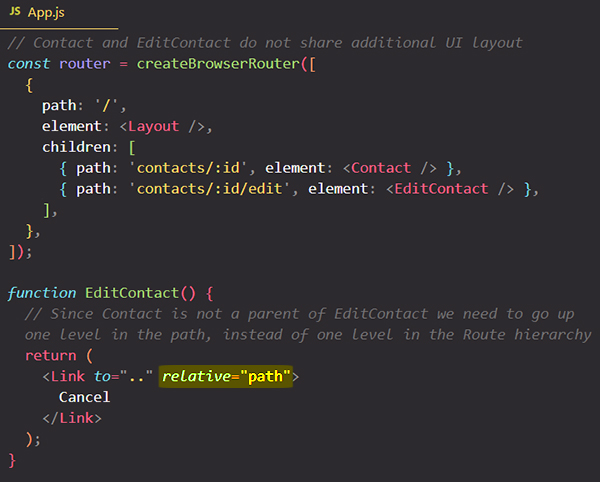 JS App.js
// Contact and EditContact do not share additional UI layout
const router = createBrowserRouter([
  {
    path: '/',
    element: <Layout />,
    children: [
      { path: 'contacts/:id', element: <Contact /> },
      { path: 'contacts/:id/edit', element: <EditContact /> },
    ],
  },
]);

function EditContact() {
  // Since Contact is not a parent of EditContact we need to go up
  one level in the path, instead of one level in the Route hierarchy
  return (
    <Link to=".." relative="path">
      Cancel
    </Link>
  );
}